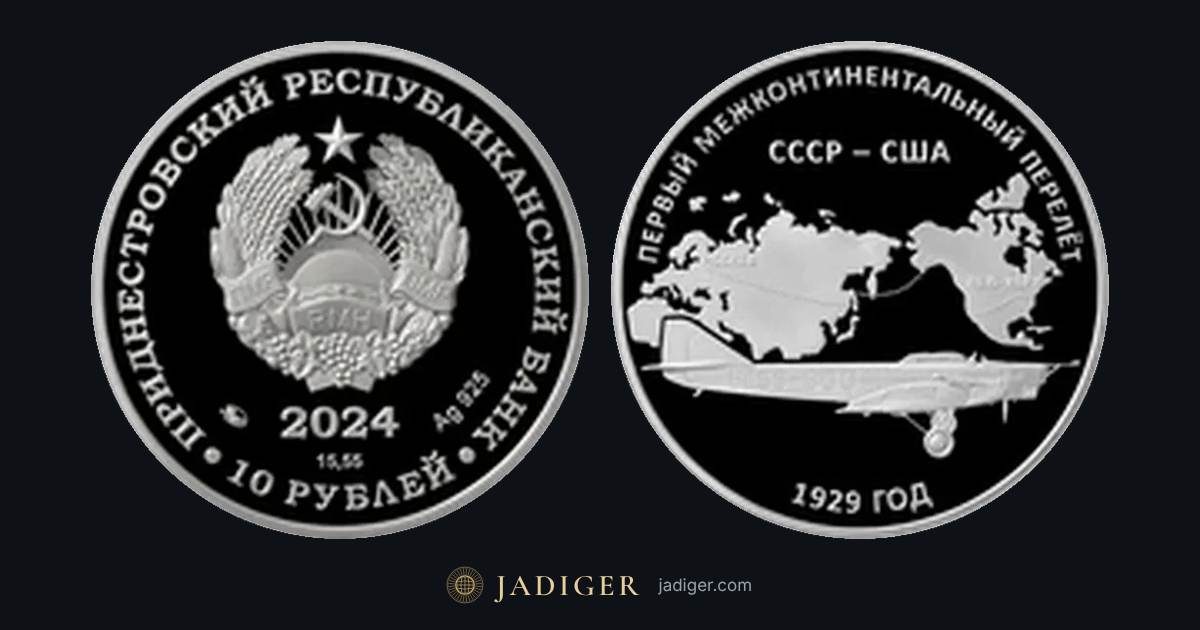 ПРИДНЕСТРОВСКИЙ РЕСПУБЛИКАНСКИЙ БАНК
2024
Ag 925
15,55
• 10 РУБЛЕЙ •
ПЕРВЫЙ МЕЖКОНТИНЕНТАЛЬНЫЙ ПЕРЕЛЁТ
СССР – США
1929 ГОД
JADIGER
jadiger.com